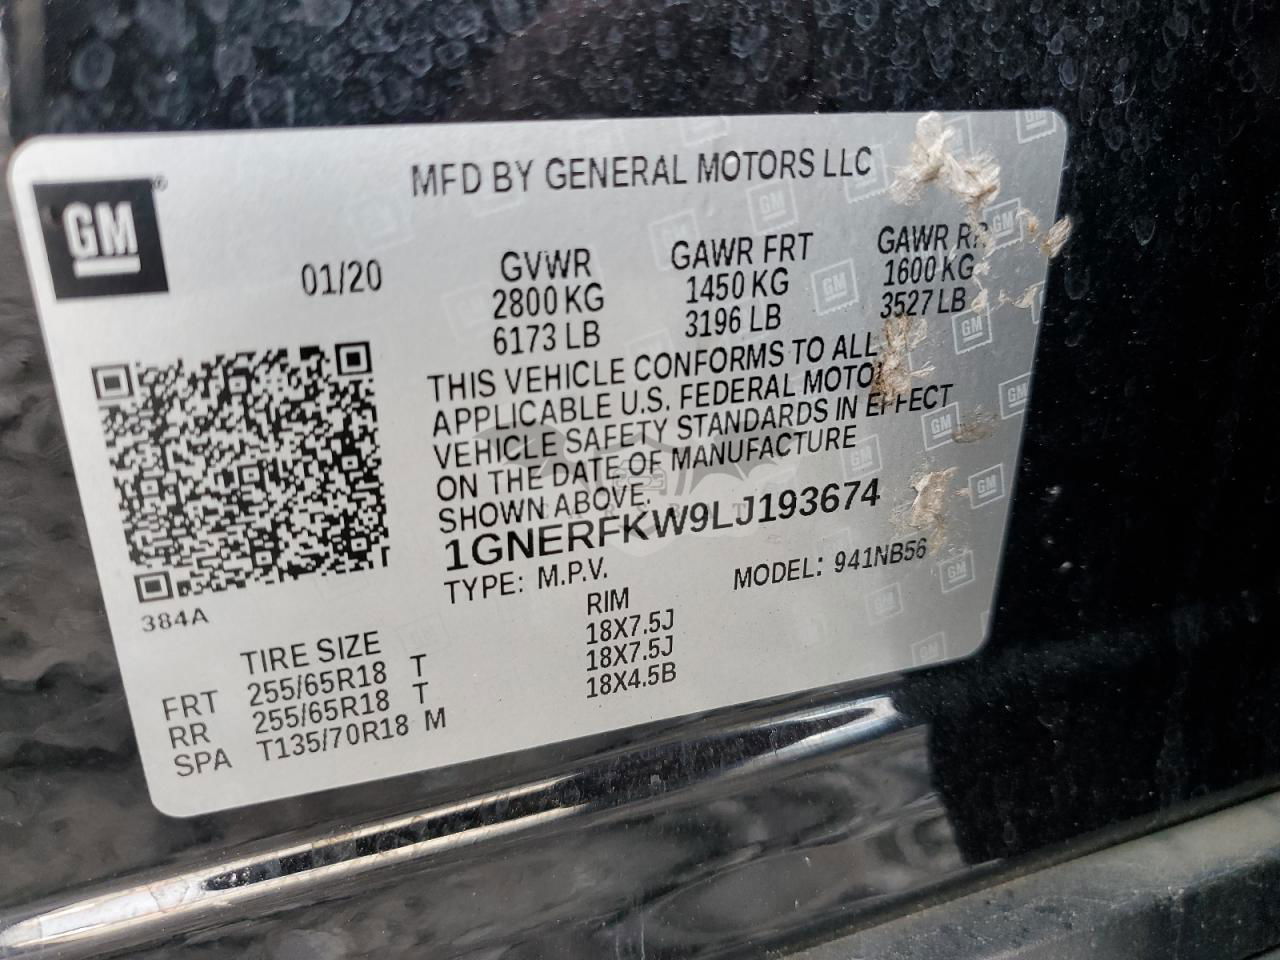 MFD BY GENERAL MOTORS LLC
GM
01/20
GVWR
2800 KG
6173 LB
GAWR FRT
1450 KG
3196 LB
GAWR RR
1600 KG
3527 LB
THIS VEHICLE CONFORMS TO ALL
APPLICABLE U.S. FEDERAL MOTOR
VEHICLE SAFETY STANDARDS IN EFFECT
ON THE DATE OF MANUFACTURE
SHOWN ABOVE.
1GNERFKW9LJ193674
TYPE: M.P.V.
MODEL: 941NB56
384A
TIRE SIZE RIM
FRT 255/65R18 T 18X7.5J
RR 255/65R18 T 18X7.5J
SPA T135/70R18 M 18X4.5B